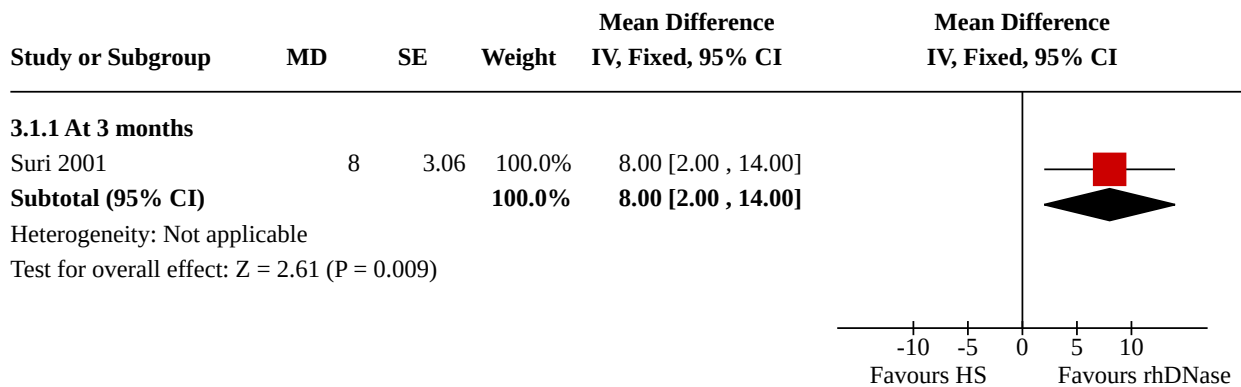 Mean Difference Mean Difference
Study or Subgroup MD SE Weight IV, Fixed, 95% CI IV, Fixed, 95% CI
3.1.1 At 3 months
Suri 2001 8 3.06 100.0% 8.00 [2.00 , 14.00]
Subtotal (95% CI) 100.0% 8.00 [2.00 , 14.00]
Heterogeneity: Not applicable
Test for overall effect: Z = 2.61 (P = 0.009)
-10 -5 0 5 10
Favours HS Favours rhDNase